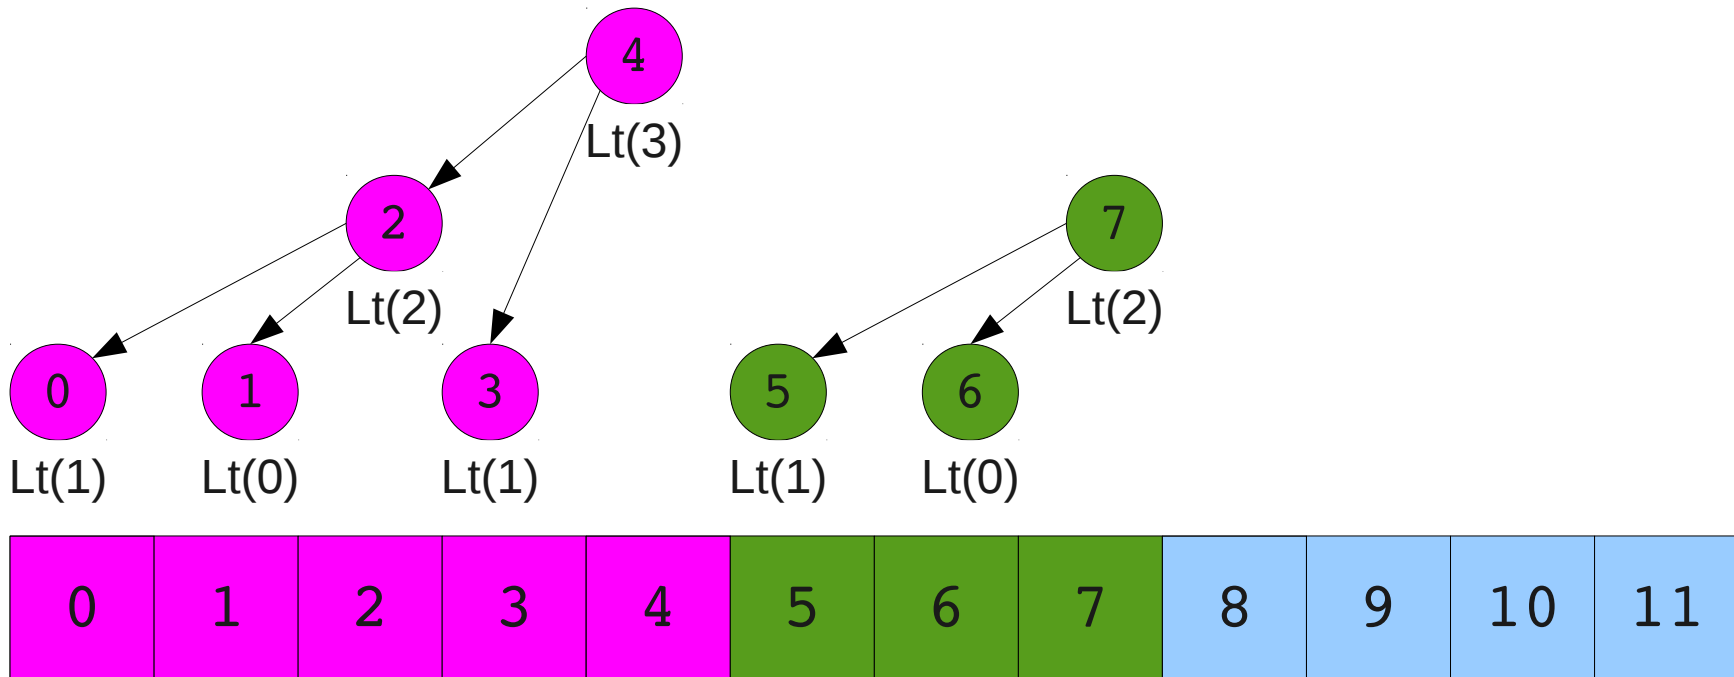 4
Lt(3)
2 7
Lt(2) Lt(2)
0 1 3 5 6
Lt(1) Lt(0) Lt(1) Lt(1) Lt(0)
0 1 2 3 4 5 6 7 8 9 10 11